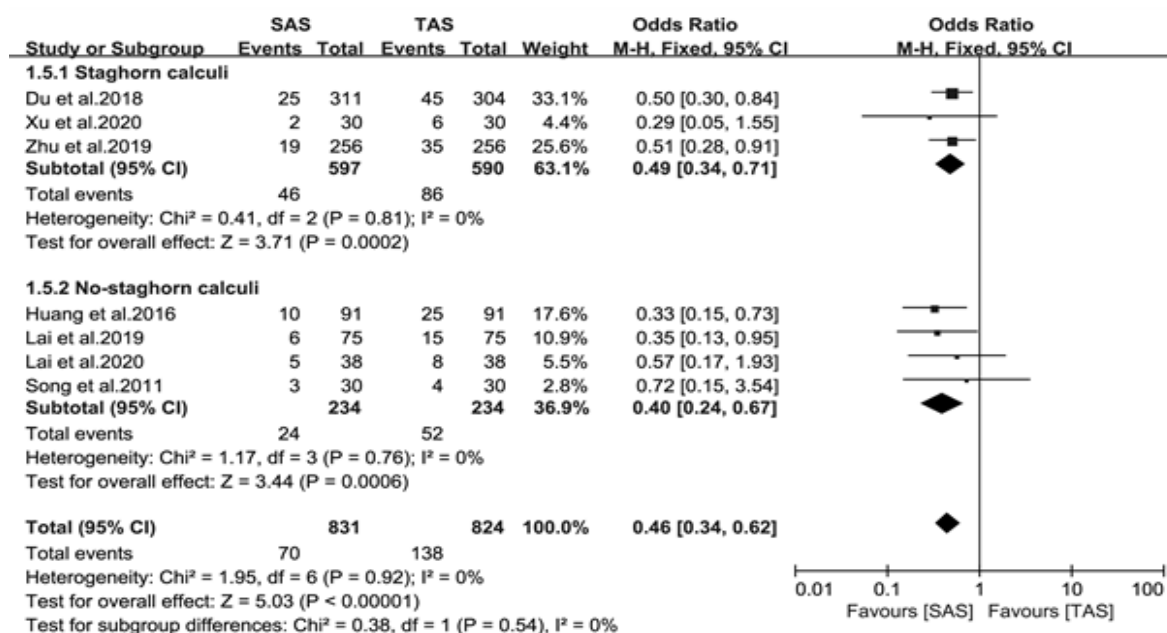 SAS TAS Odds Ratio Odds Ratio
Study or Subgroup Events Total Events Total Weight M-H, Fixed, 95% CI M-H, Fixed, 95% CI
1.5.1 Staghorn calculi
Du et al.2018 25 311 45 304 33.1% 0.50 [0.30, 0.84]
Xu et al.2020 2 30 6 30 4.4% 0.29 [0.05, 1.55]
Zhu et al.2019 19 256 35 256 25.6% 0.51 [0.28, 0.91]
Subtotal (95% CI) 597 590 63.1% 0.49 [0.34, 0.71]
Total events 46 86
Heterogeneity: Chi² = 0.41, df = 2 (P = 0.81); I² = 0%
Test for overall effect: Z = 3.71 (P = 0.0002)
1.5.2 No-staghorn calculi
Huang et al.2016 10 91 25 91 17.6% 0.33 [0.15, 0.73]
Lai et al.2019 6 75 15 75 10.9% 0.35 [0.13, 0.95]
Lai et al.2020 5 38 8 38 5.5% 0.57 [0.17, 1.93]
Song et al.2011 3 30 4 30 2.8% 0.72 [0.15, 3.54]
Subtotal (95% CI) 234 234 36.9% 0.40 [0.24, 0.67]
Total events 24 52
Heterogeneity: Chi² = 1.17, df = 3 (P = 0.76); I² = 0%
Test for overall effect: Z = 3.44 (P = 0.0006)
Total (95% CI) 831 824 100.0% 0.46 [0.34, 0.62]
Total events 70 138
Heterogeneity: Chi² = 1.95, df = 6 (P = 0.92); I² = 0%
Test for overall effect: Z = 5.03 (P < 0.00001)
Test for subgroup differences: Chi² = 0.38, df = 1 (P = 0.54), I² = 0%
0.01 0.1 1 10 100
Favours [SAS] Favours [TAS]